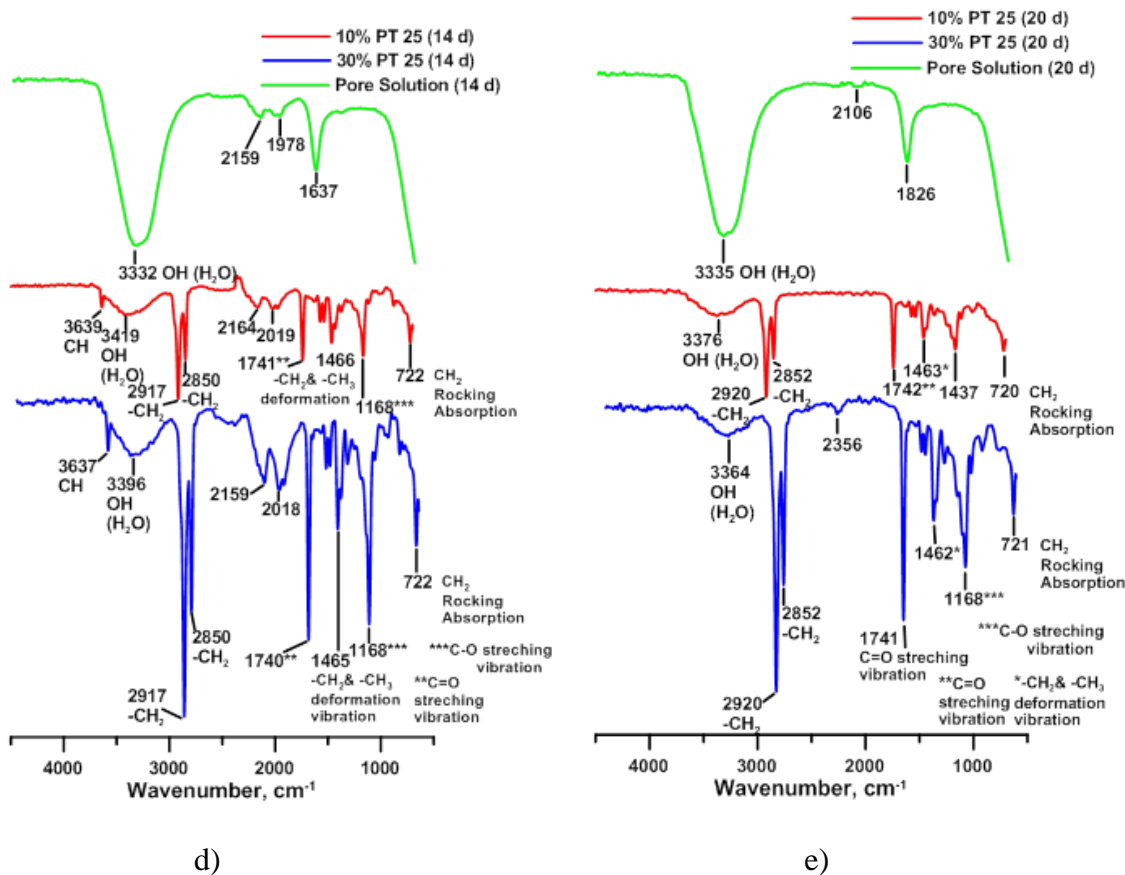 10% PT 25 (14 d)
30% PT 25 (14 d)
Pore Solution (14 d)
2159
1978
1637
3332 OH (H₂O)
3639
CH
3419
OH
(H₂O)
2917
-CH₂
2850
-CH₂
2164
2019
1741**
-CH₂& -CH₃
deformation
1466
1168***
722
CH₂
Rocking
Absorption
3637
CH
3396
OH
(H₂O)
2159
2018
2850
-CH₂
2917
-CH₂
1740**
1465
-CH₂& -CH₃
deformation
vibration
1168***
722
CH₂
Rocking
Absorption
***C-O streching
vibration
**C=O
streching
vibration
4000
3000
2000
1000
Wavenumber, cm⁻¹
d)
10% PT 25 (20 d)
30% PT 25 (20 d)
Pore Solution (20 d)
2106
1826
3335 OH (H₂O)
3376
OH (H₂O)
2920
-CH₂
2852
-CH₂
1463*
1742**
1437
720
CH₂
Rocking
Absorption
3364
OH
(H₂O)
2356
2852
-CH₂
2920
-CH₂
1741
C=O streching
vibration
1462*
1168***
721
CH₂
Rocking
Absorption
***C-O streching
vibration
**C=O
streching
vibration
*-CH₂& -CH₃
deformation
vibration
4000
3000
2000
1000
Wavenumber, cm⁻¹
e)